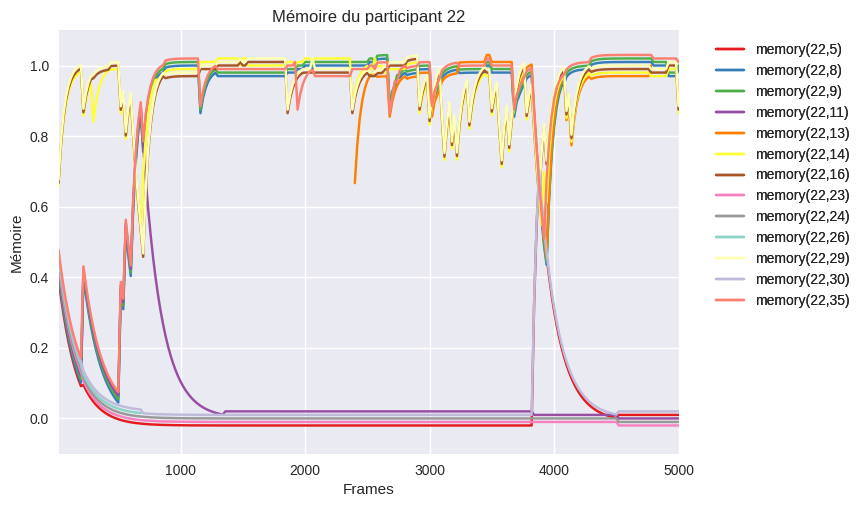 Mémoire du participant 22
Mémoire
1.0
0.8
0.6
0.4
0.2
0.0
1000
2000
3000
4000
5000
Frames
memory(22,5)
memory(22,8)
memory(22,9)
memory(22,11)
memory(22,13)
memory(22,14)
memory(22,16)
memory(22,23)
memory(22,24)
memory(22,26)
memory(22,29)
memory(22,30)
memory(22,35)